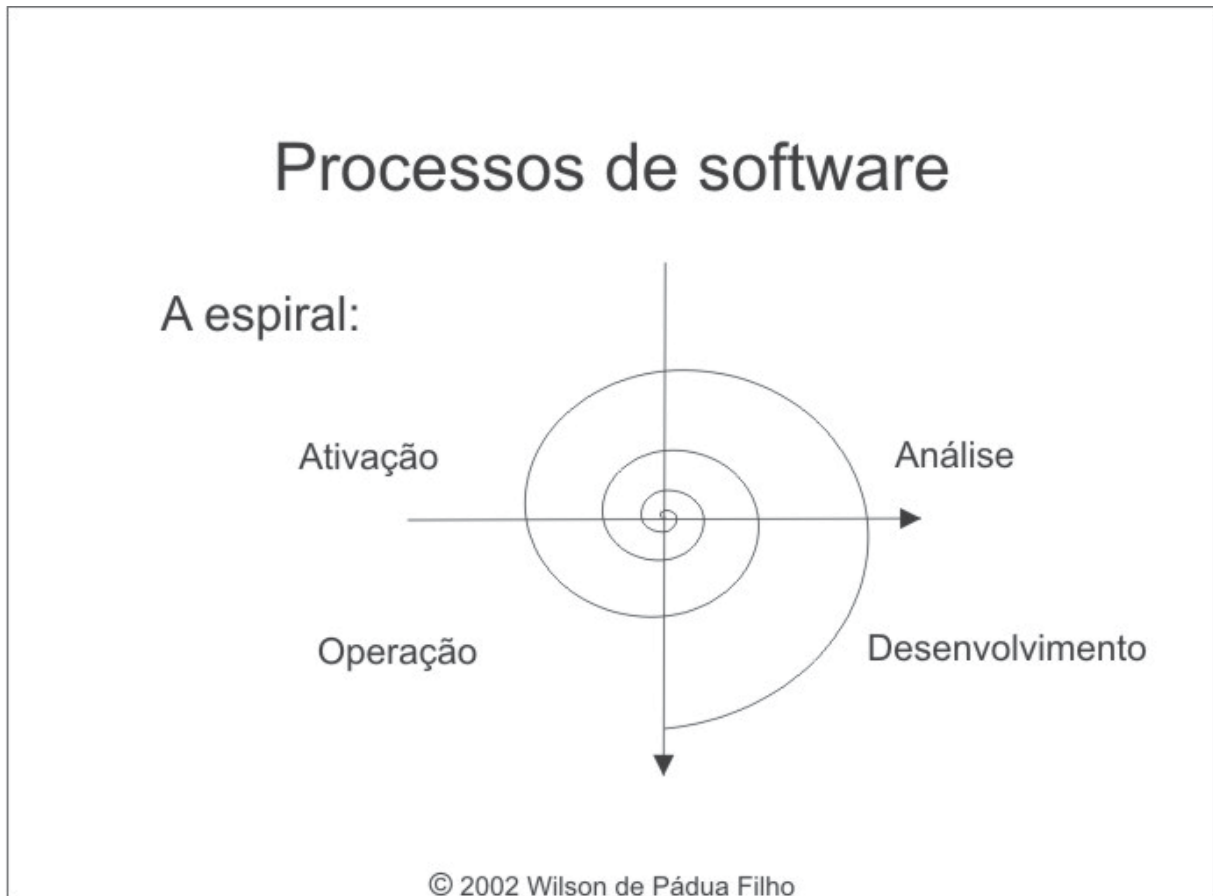 Processos de software
A espiral:
Ativação
Análise
Operação
Desenvolvimento
© 2002 Wilson de Pádua Filho